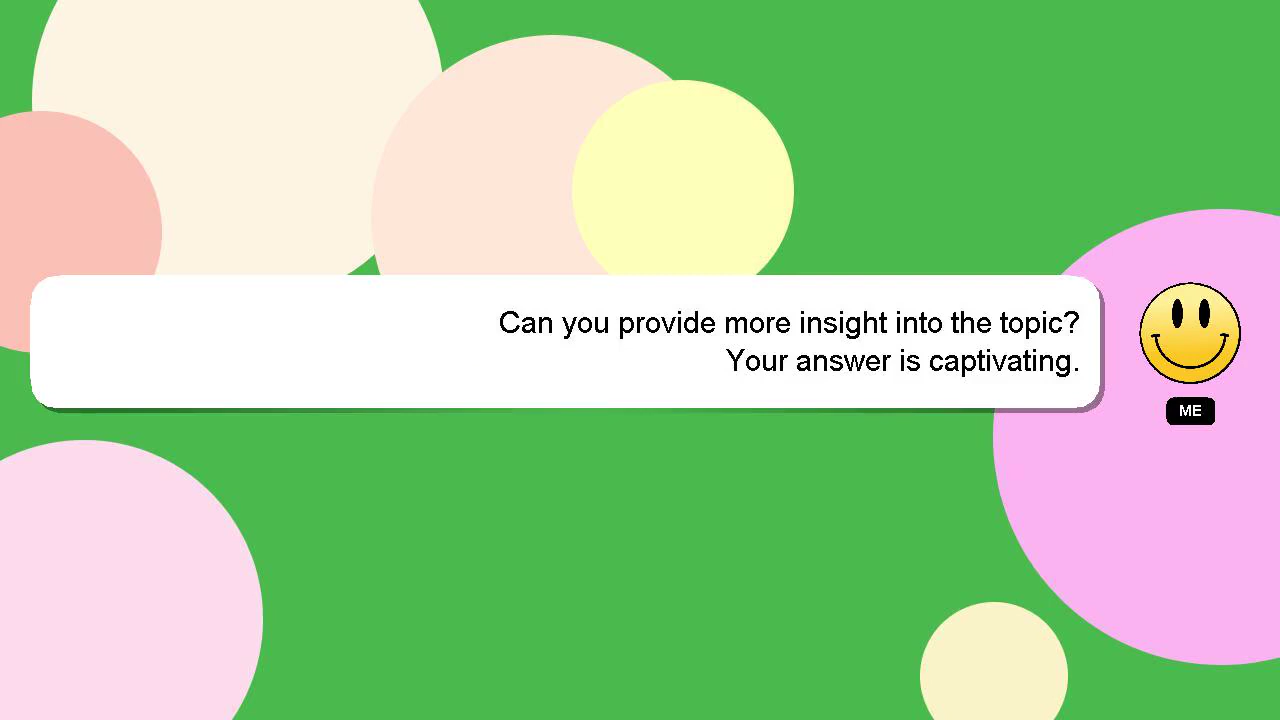 Can you provide more insight into the topic?
Your answer is captivating.
ME